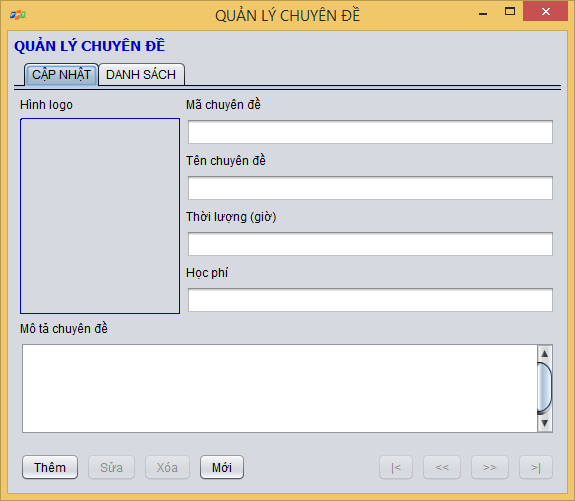 QUẢN LÝ CHUYÊN ĐỀ
QUẢN LÝ CHUYÊN ĐỀ
CẬP NHẬT DANH SÁCH
Hình logo
Mã chuyên đề
Tên chuyên đề
Thời lượng (giờ)
Học phí
Mô tả chuyên đề
Thêm Sửa Xóa Mới |< << >> >|